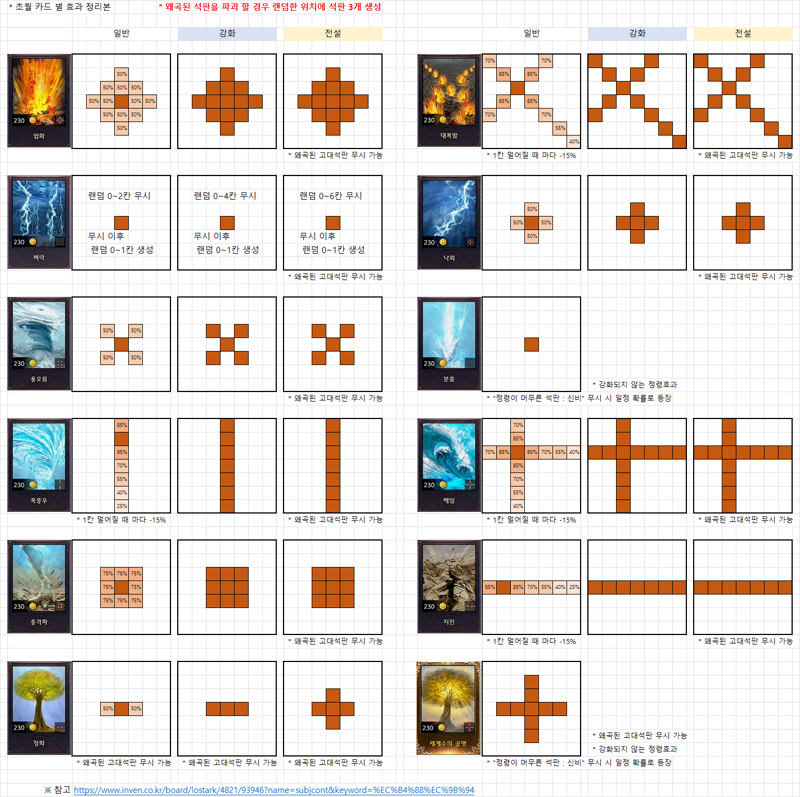 * 초월 카드 별 효과 정리본
* 왜곡된 석판을 파괴 할 경우 랜덤한 위치에 석판 3개 생성
일반
강화
전설
일반
강화
전설
230
업화
50%
50% 50% 50%
50% 50% 50% 50%
50% 50% 50%
50%
* 왜곡된 고대석판 무시 가능
230
대폭발
70% 70%
85% 85%
85% 85%
70% 70%
55%
40%
* 1칸 멀어질 때 마다 -15%
* 왜곡된 고대석판 무시 가능
230
벼락
랜덤 0~2칸 무시
무시 이후
랜덤 0~1칸 생성
랜덤 0~4칸 무시
무시 이후
랜덤 0~1칸 생성
랜덤 0~6칸 무시
무시 이후
랜덤 0~1칸 생성
* 왜곡된 고대석판 무시 가능
230
낙뢰
50%
50% 50%
50%
* 왜곡된 고대석판 무시 가능
230
용오름
50% 50%
50% 50%
* 왜곡된 고대석판 무시 가능
230
분출
* 강화되지 않는 정령효과
* "정령이 머무른 석판 : 신비" 무시 시 일정 확률로 등장
230
폭풍우
85%
85%
70%
55%
40%
25%
* 1칸 멀어질 때 마다 -15%
* 왜곡된 고대석판 무시 가능
230
해일
70%
85%
70% 85% 85% 70% 55% 40%
85%
70%
55%
40%
* 1칸 멀어질 때 마다 -15%
* 왜곡된 고대석판 무시 가능
230
충격파
75% 75% 75%
75% 75%
75% 75% 75%
* 왜곡된 고대석판 무시 가능
230
지진
85% 85% 70% 55% 40% 25%
* 1칸 멀어질 때 마다 -15%
* 왜곡된 고대석판 무시 가능
230
정화
50% 50%
* 왜곡된 고대석판 무시 가능
* 왜곡된 고대석판 무시 가능
* 왜곡된 고대석판 무시 가능
230
세계수의 공명
* 왜곡된 고대석판 무시 가능
* 강화되지 않는 정령효과
* "정령이 머무른 석판 : 신비" 무시 시 일정 확률로 등장
※ 참고 https://www.inven.co.kr/board/lostark/4821/93946?name=subjcont&keyword=%EC%B4%88%EC%9B%94